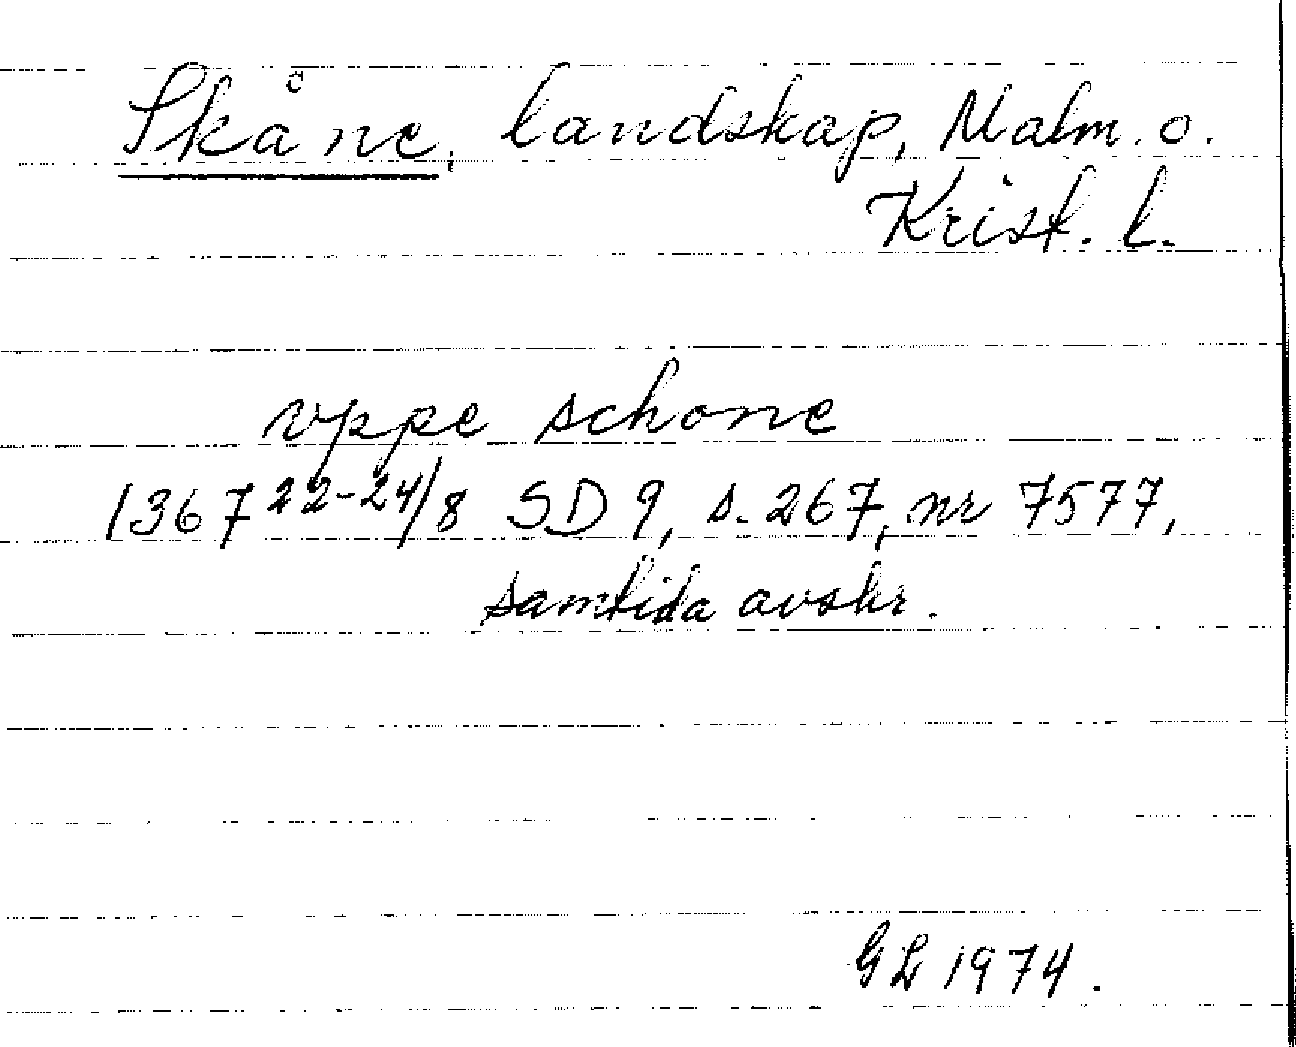 Skåne, landskap, Malm. o.
Krist. l.
vppe schone
1367 22-24/8 SD 9, s. 267, nr 7577,
samtida avskr.
GL 1974.